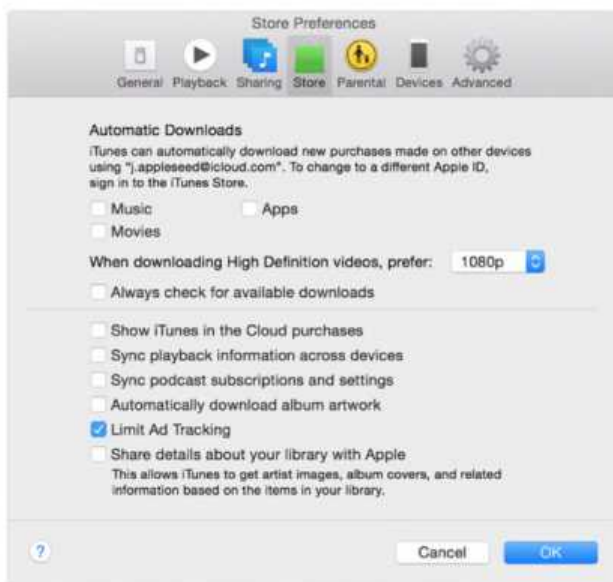 Store Preferences
General Playback Sharing Store Parental Devices Advanced
Automatic Downloads
iTunes can automatically download new purchases made on other devices
using "j.appleseed@icloud.com". To change to a different Apple ID,
sign in to the iTunes Store.
Music Apps
Movies
When downloading High Definition videos, prefer: 1080p
Always check for available downloads
Show iTunes in the Cloud purchases
Sync playback information across devices
Sync podcast subscriptions and settings
Automatically download album artwork
Limit Ad Tracking
Share details about your library with Apple
This allows iTunes to get artist images, album covers, and related
information based on the items in your library.
? Cancel OK